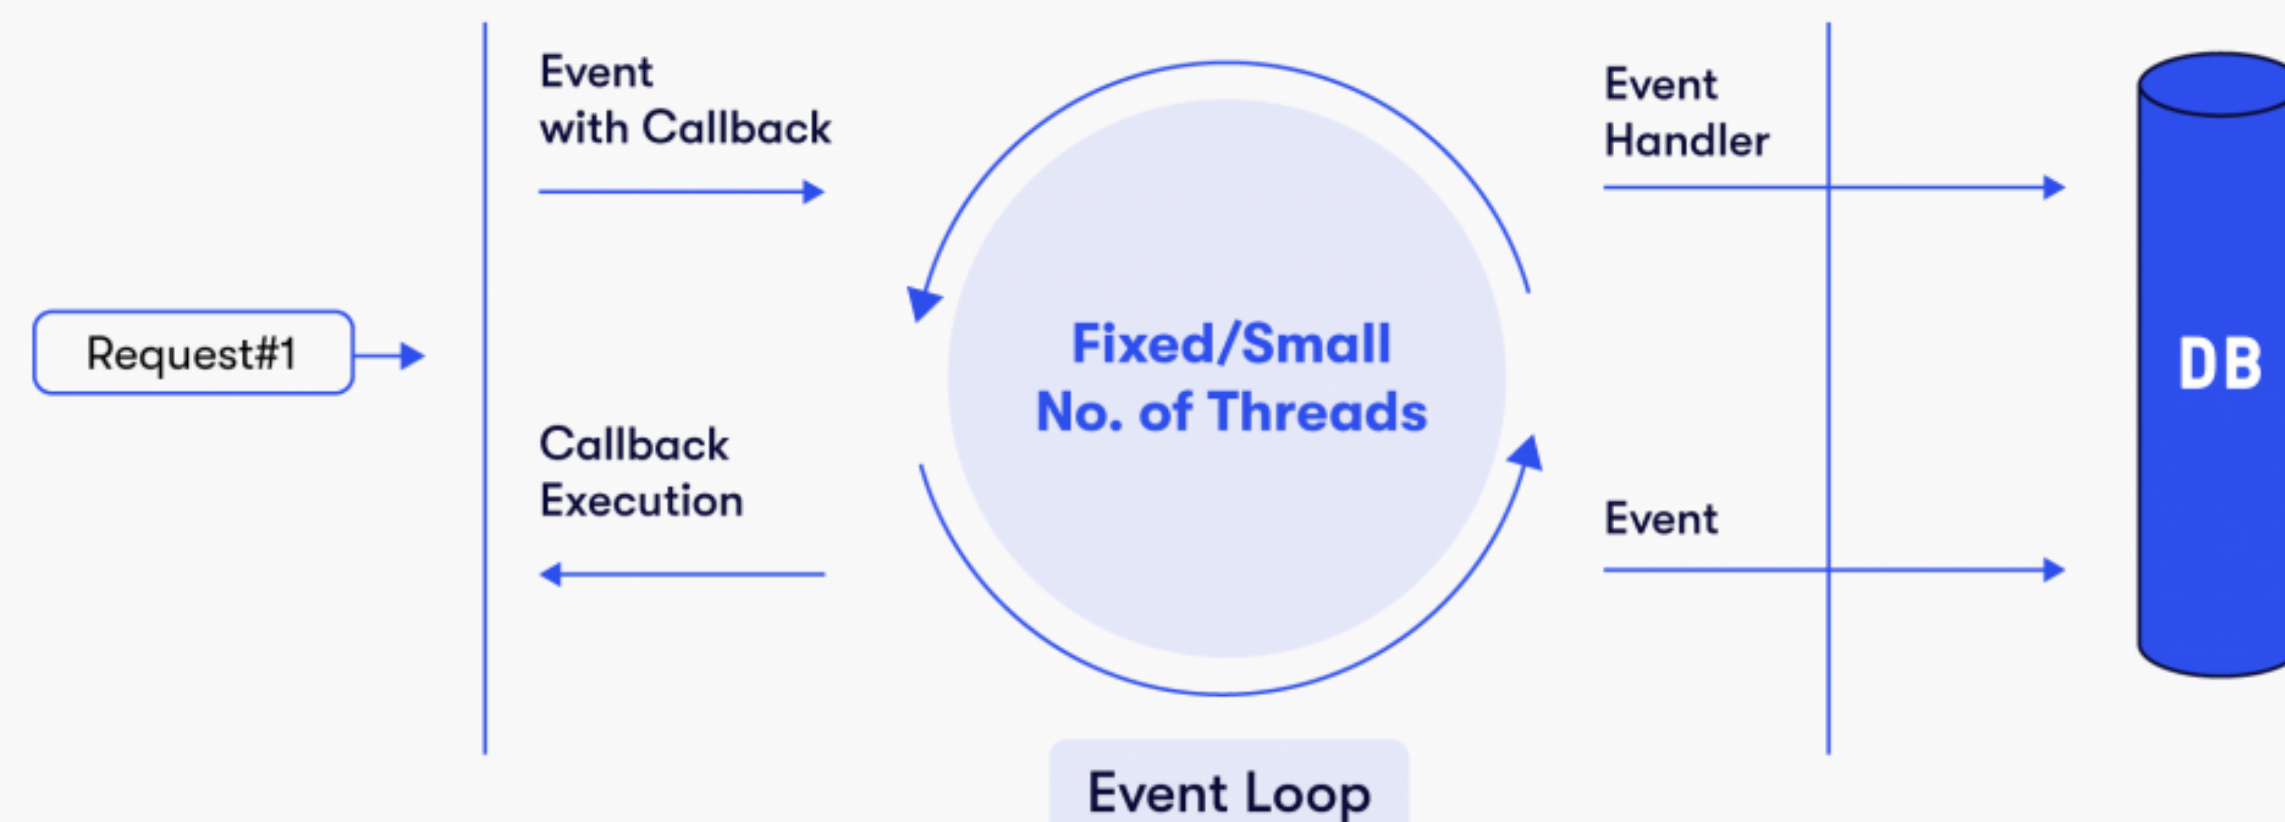 Event
with Callback
Event
Handler
Request#1
Fixed/Small
No. of Threads
DB
Callback
Execution
Event
Event Loop